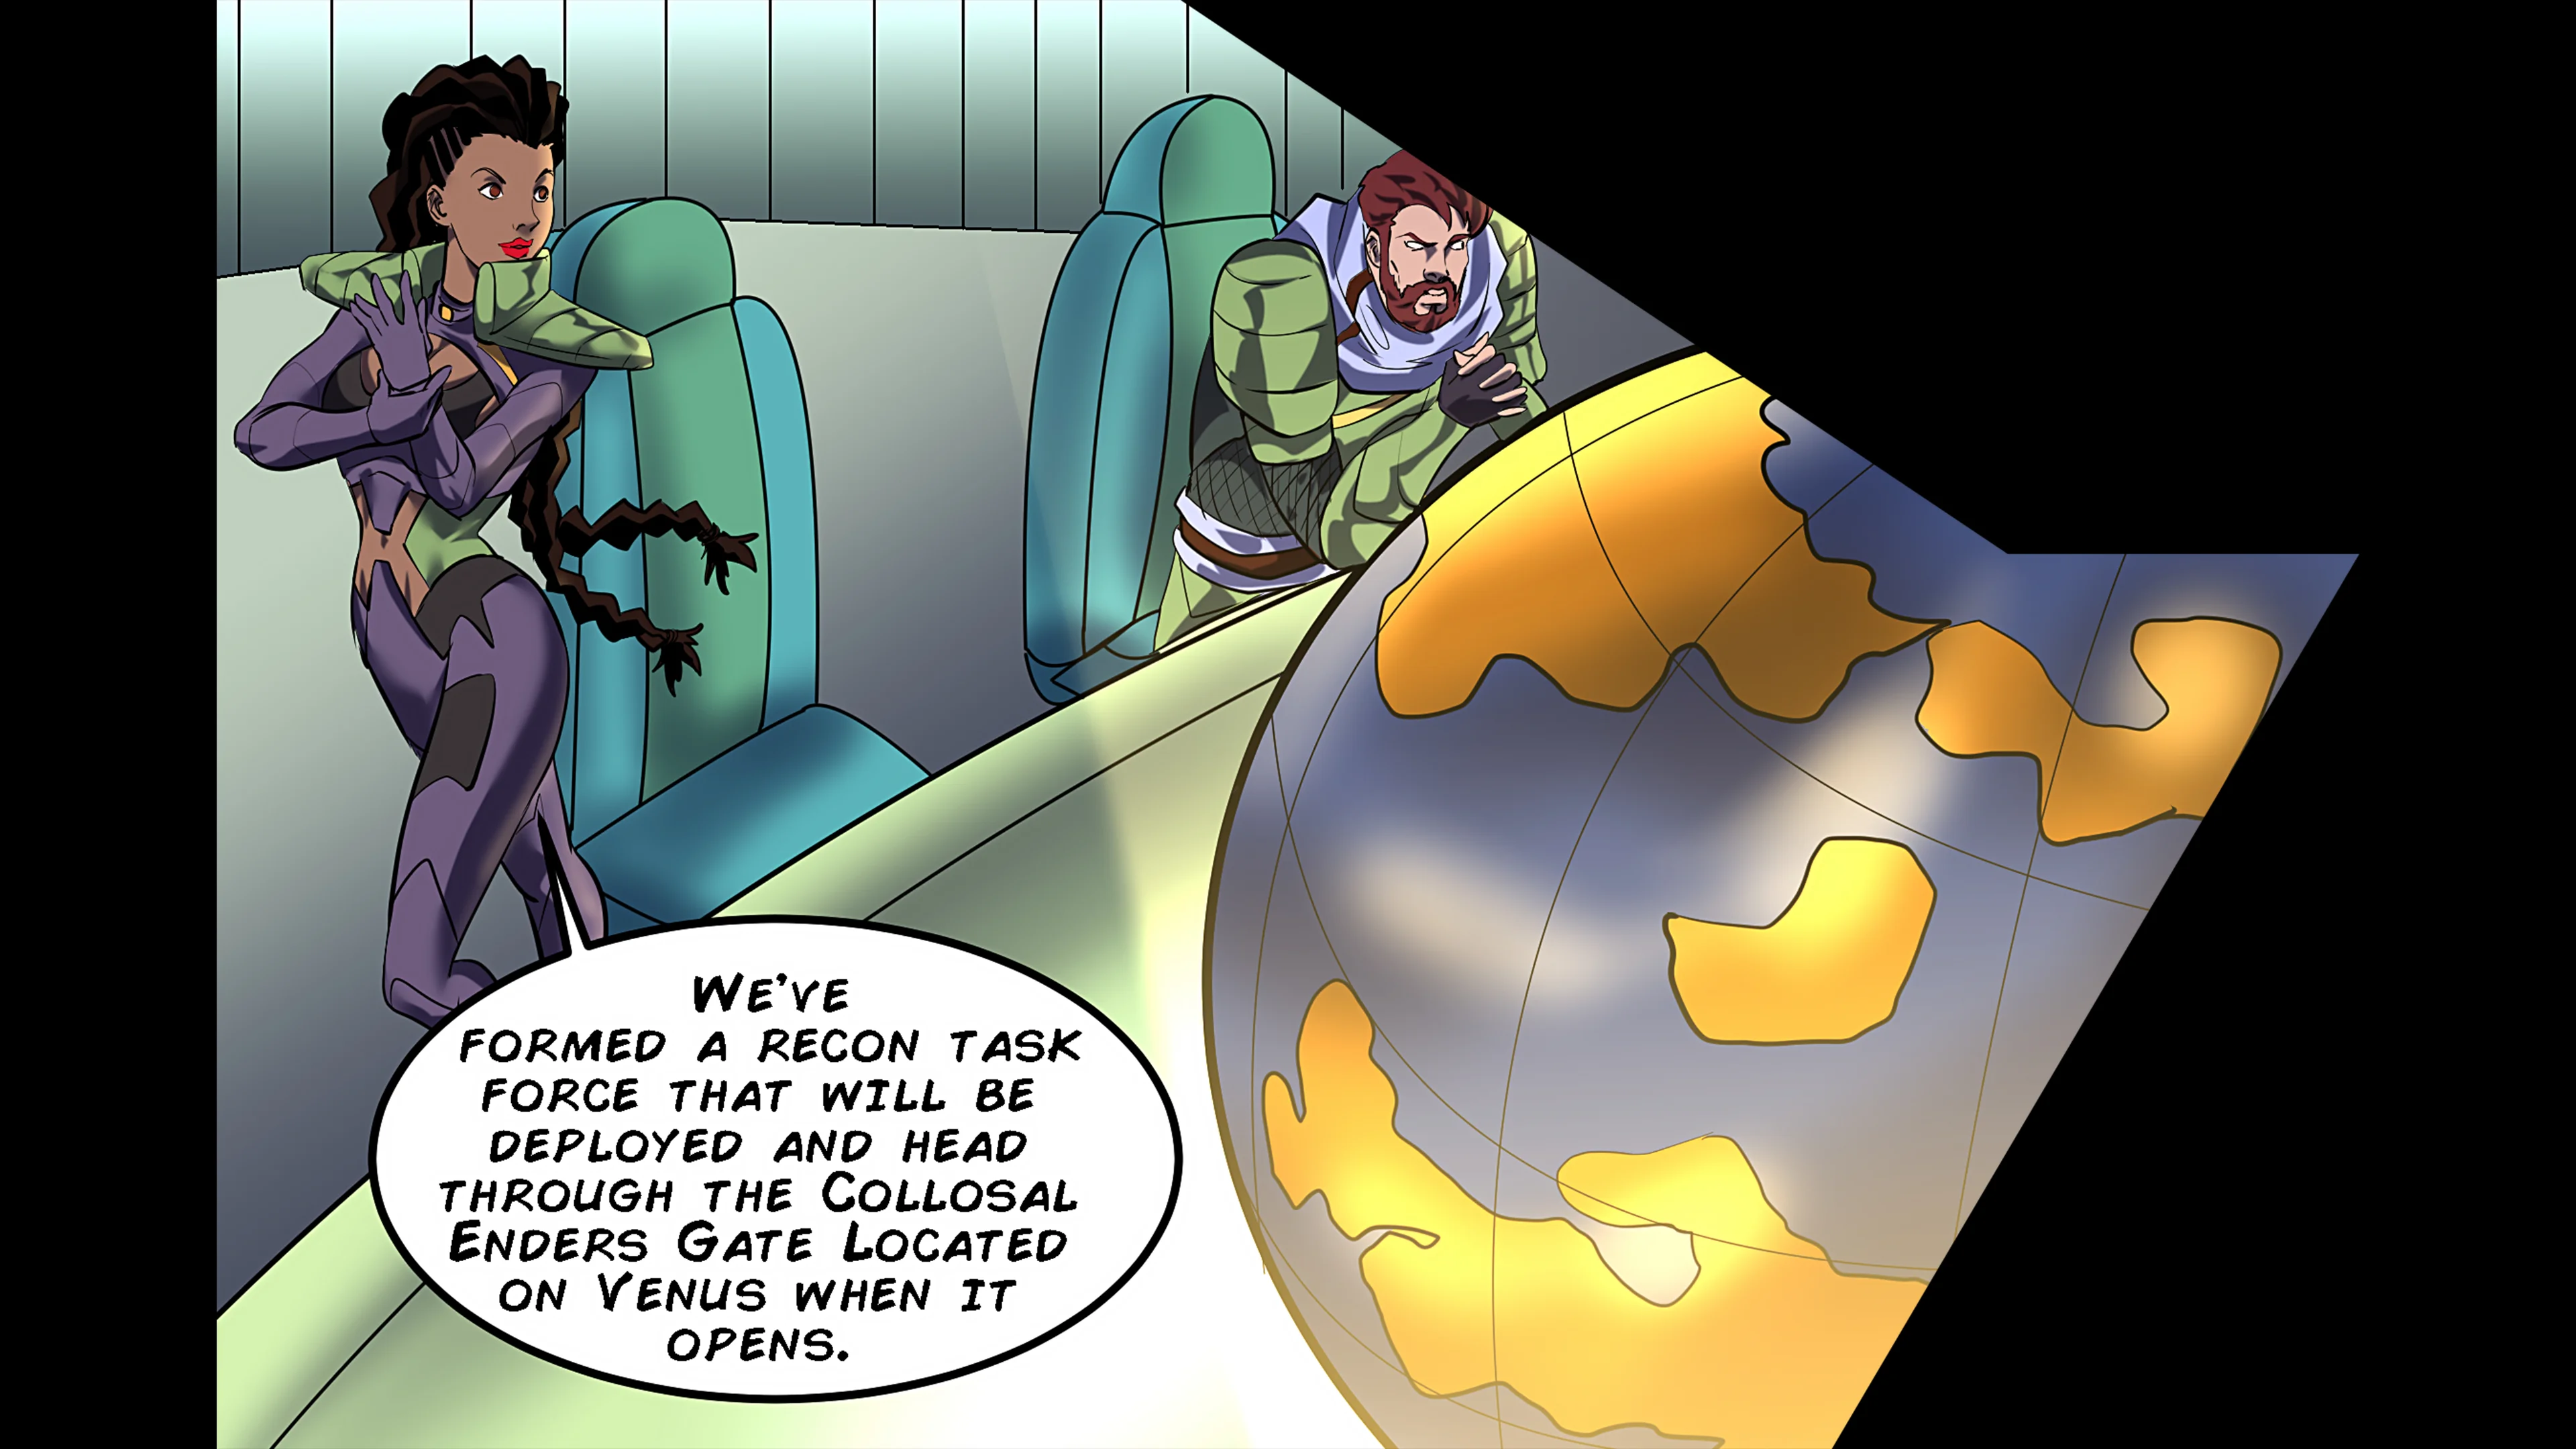 We've
formed a recon task
force that will be
deployed and head
through the Collosal
Enders Gate Located
on Venus when it
opens.